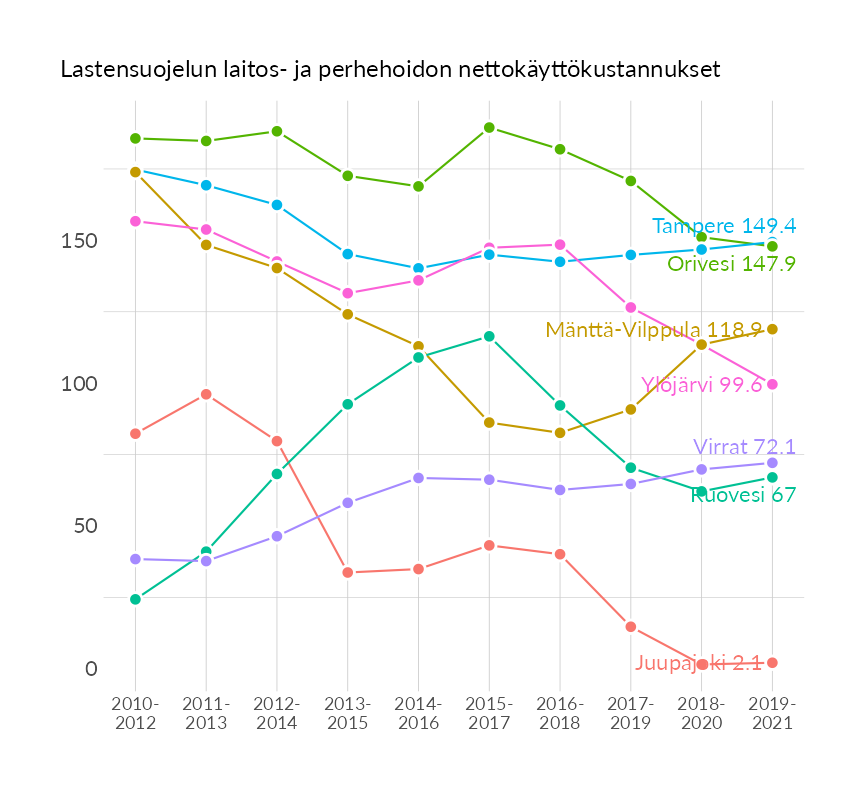 Lastensuojelun laitos- ja perhehoidon nettokäyttökustannukset
Tampere 149.4
150
Orivesi 147.9
Mänttä-Vilppula 118.9
100
Ylöjärvi 99.6
Virrat 72.1
Ruovesi 67
50
Juupajoki 2.1
0
2010- 2011- 2012- 2013- 2014- 2015- 2016- 2017- 2018- 2019-
2012 2013 2014 2015 2016 2017 2018 2019 2020 2021